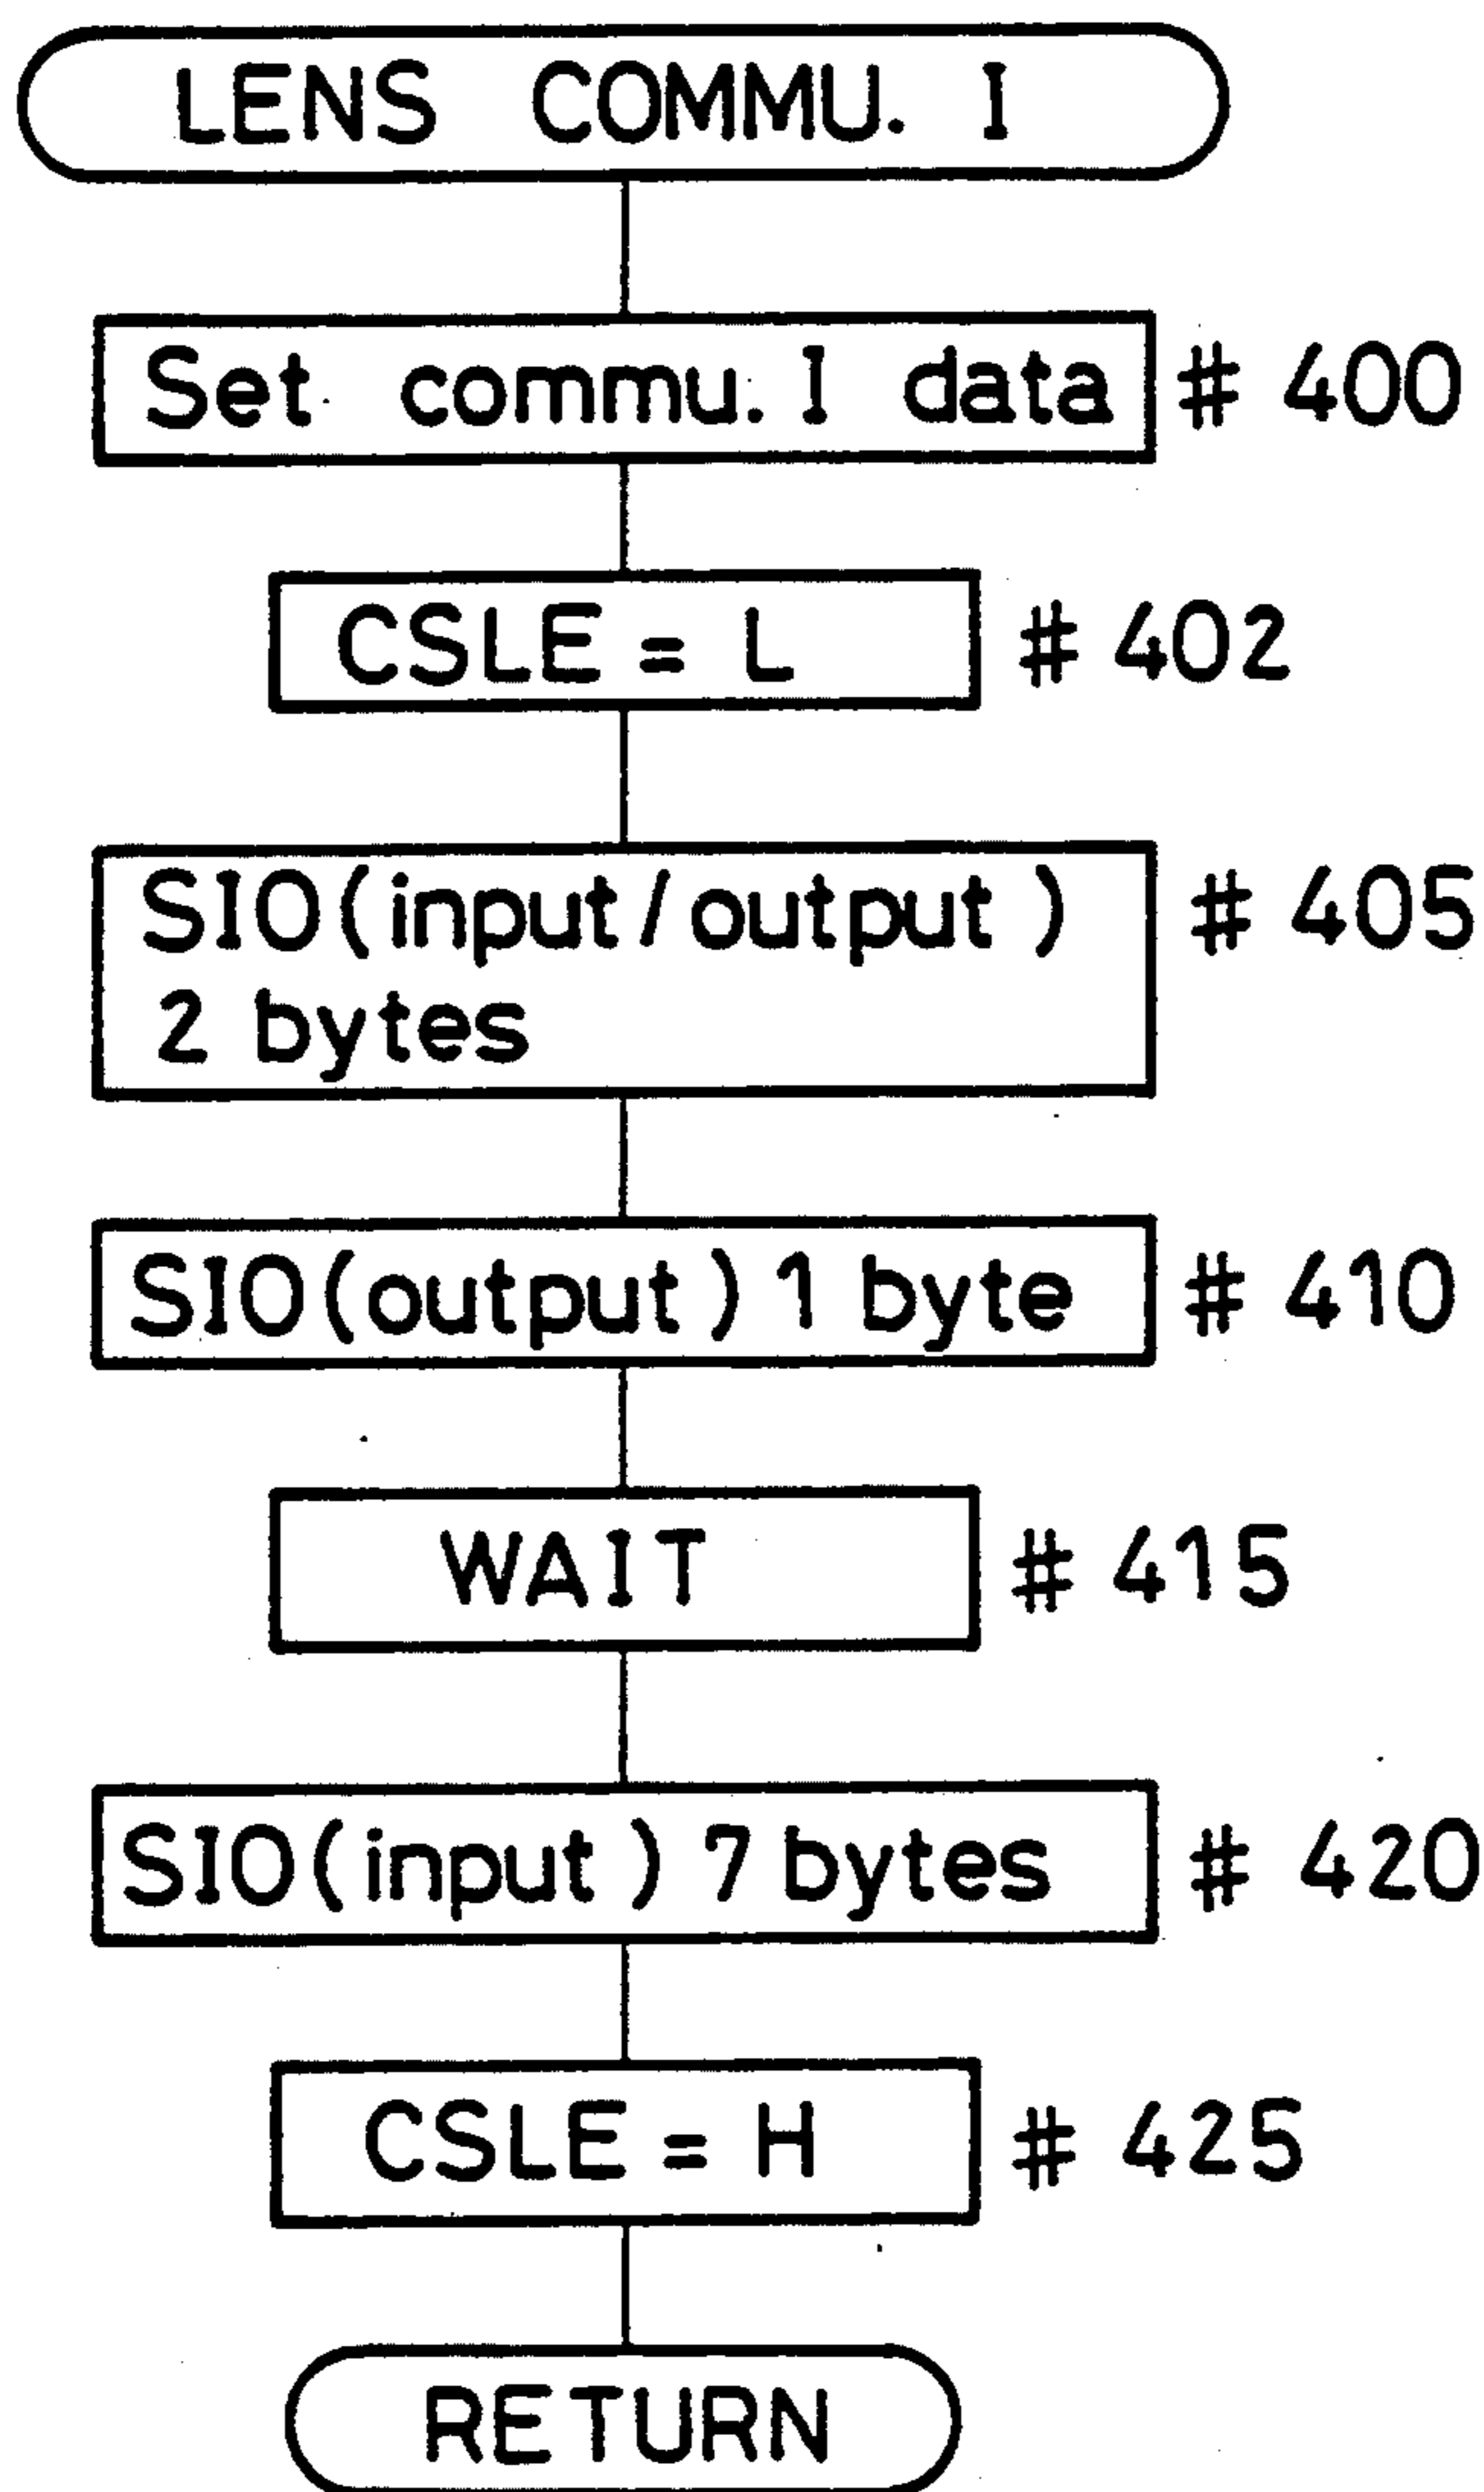 LENS COMMU. I
Set commu. I data # 400
CSLE = L # 402
SIO(input/output) # 405
2 bytes
SIO(output) 1 byte # 410
WAIT # 415
SIO(input) 7 bytes # 420
CSLE = H # 425
RETURN